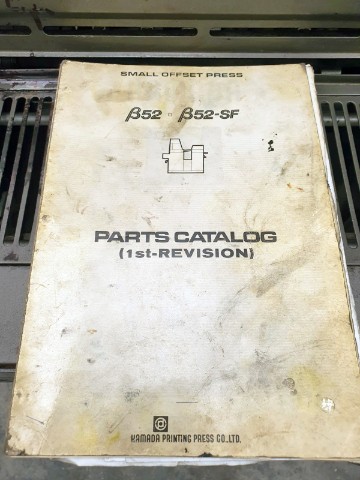 SMALL OFFSET PRESS
β52 □ β52-SF
PARTS CATALOG
(1st-REVISION)
HAMADA PRINTING PRESS CO.,LTD.